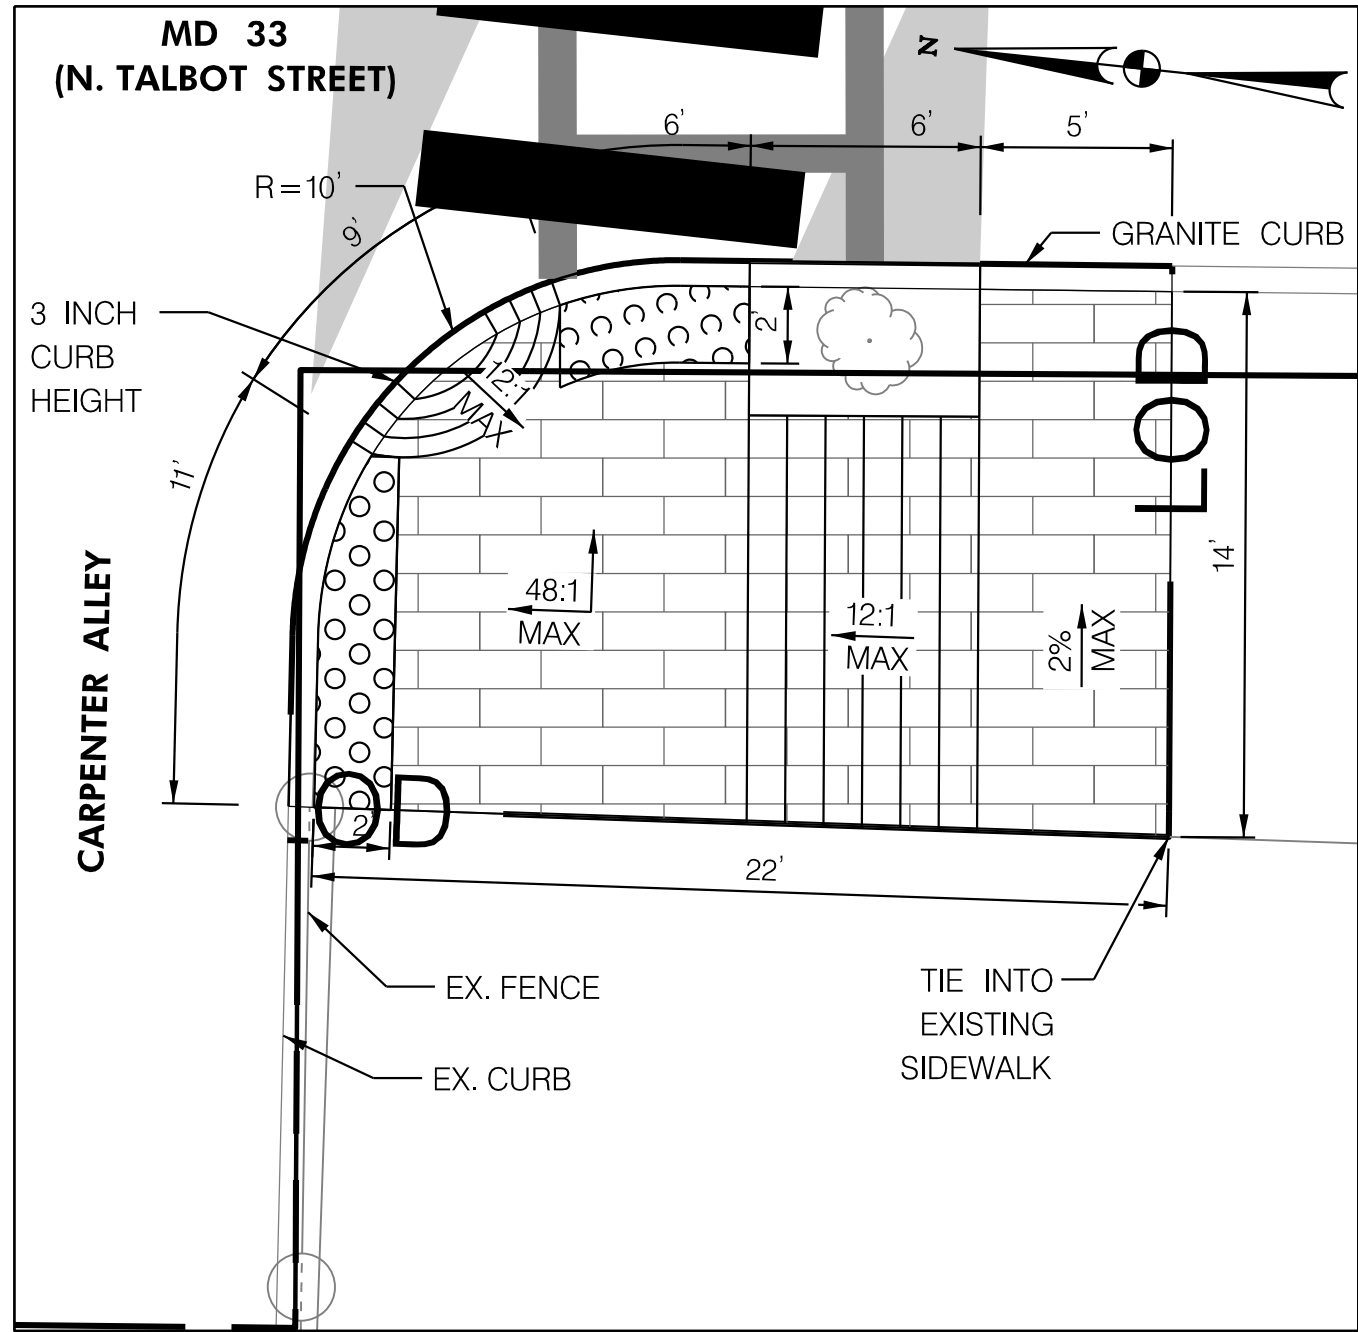 MD 33
(N. TALBOT STREET)
N
6'
6'
5'
R=10'
9'
GRANITE CURB
3 INCH
CURB
HEIGHT
2'
12:1
MAX
LOD
11'
14'
CARPENTER ALLEY
48:1
MAX
12:1
MAX
2%
MAX
OD
2'
22'
EX. FENCE
TIE INTO
EXISTING
SIDEWALK
EX. CURB